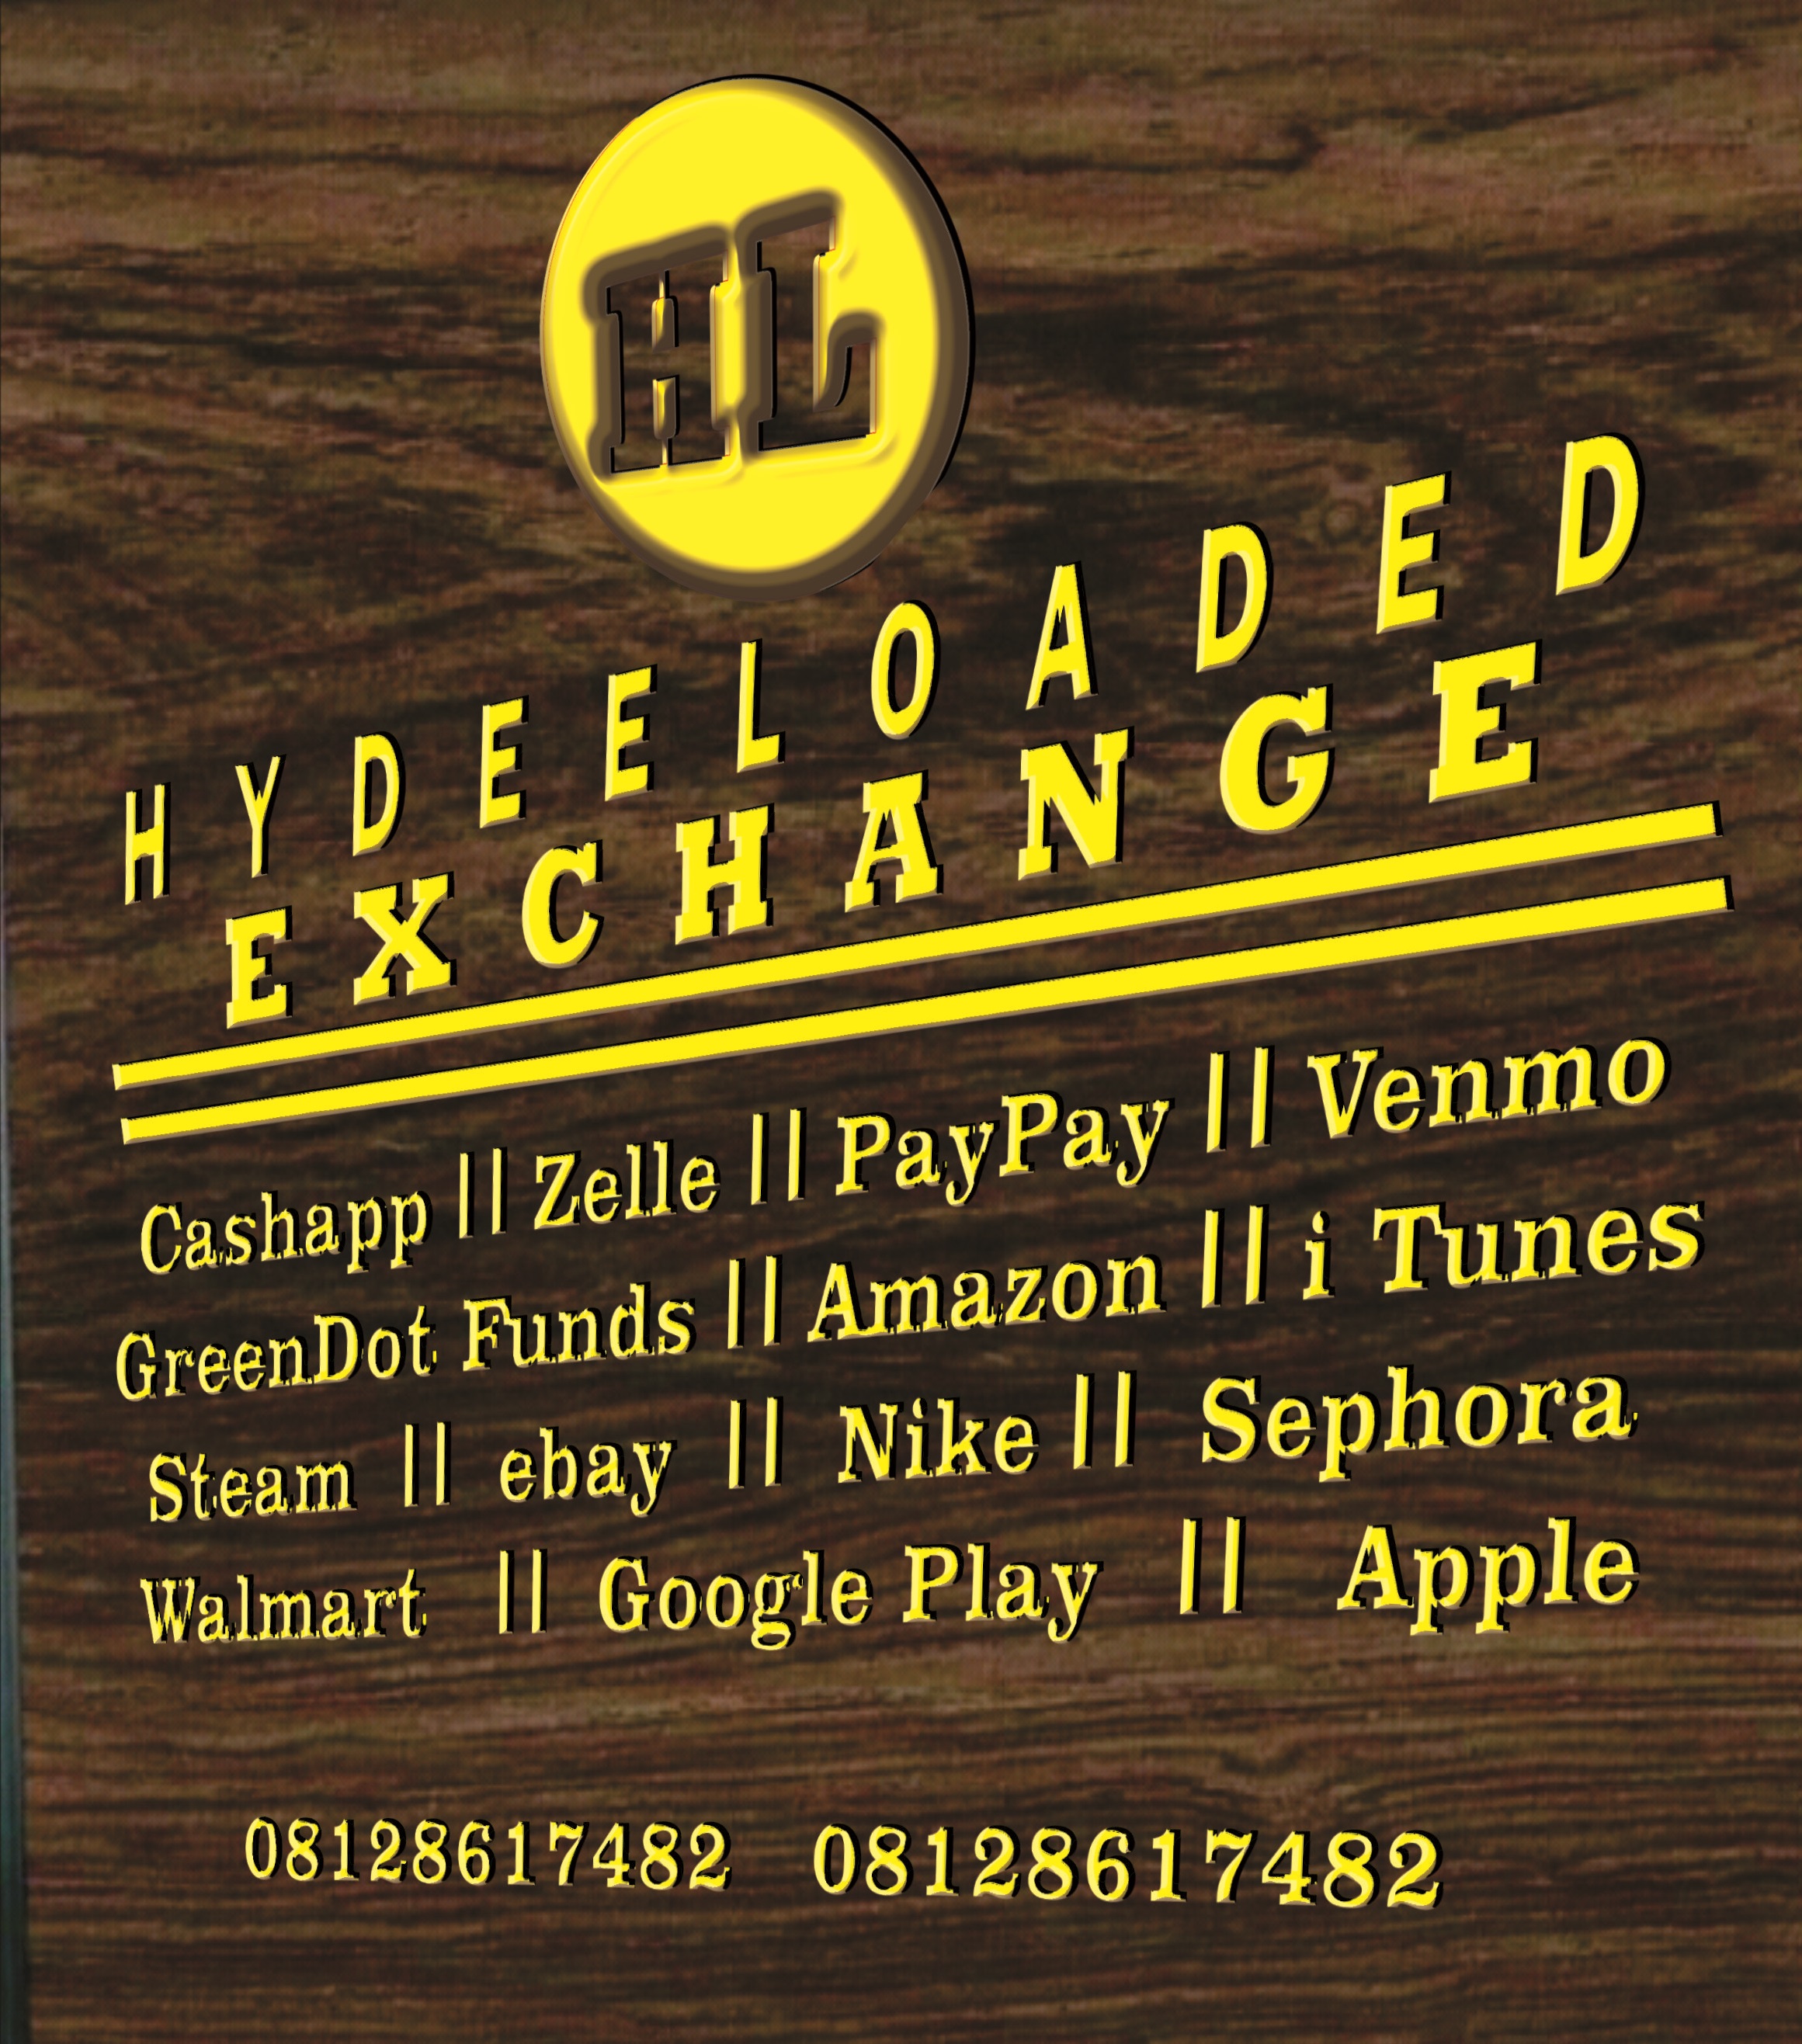 HL
HYDEELOADED
EXCHANGE
Cashapp || Zelle || PayPay || Venmo
GreenDot Funds || Amazon || i Tunes
Steam || ebay || Nike || Sephora
Walmart || Google Play || Apple
08128617482 08128617482